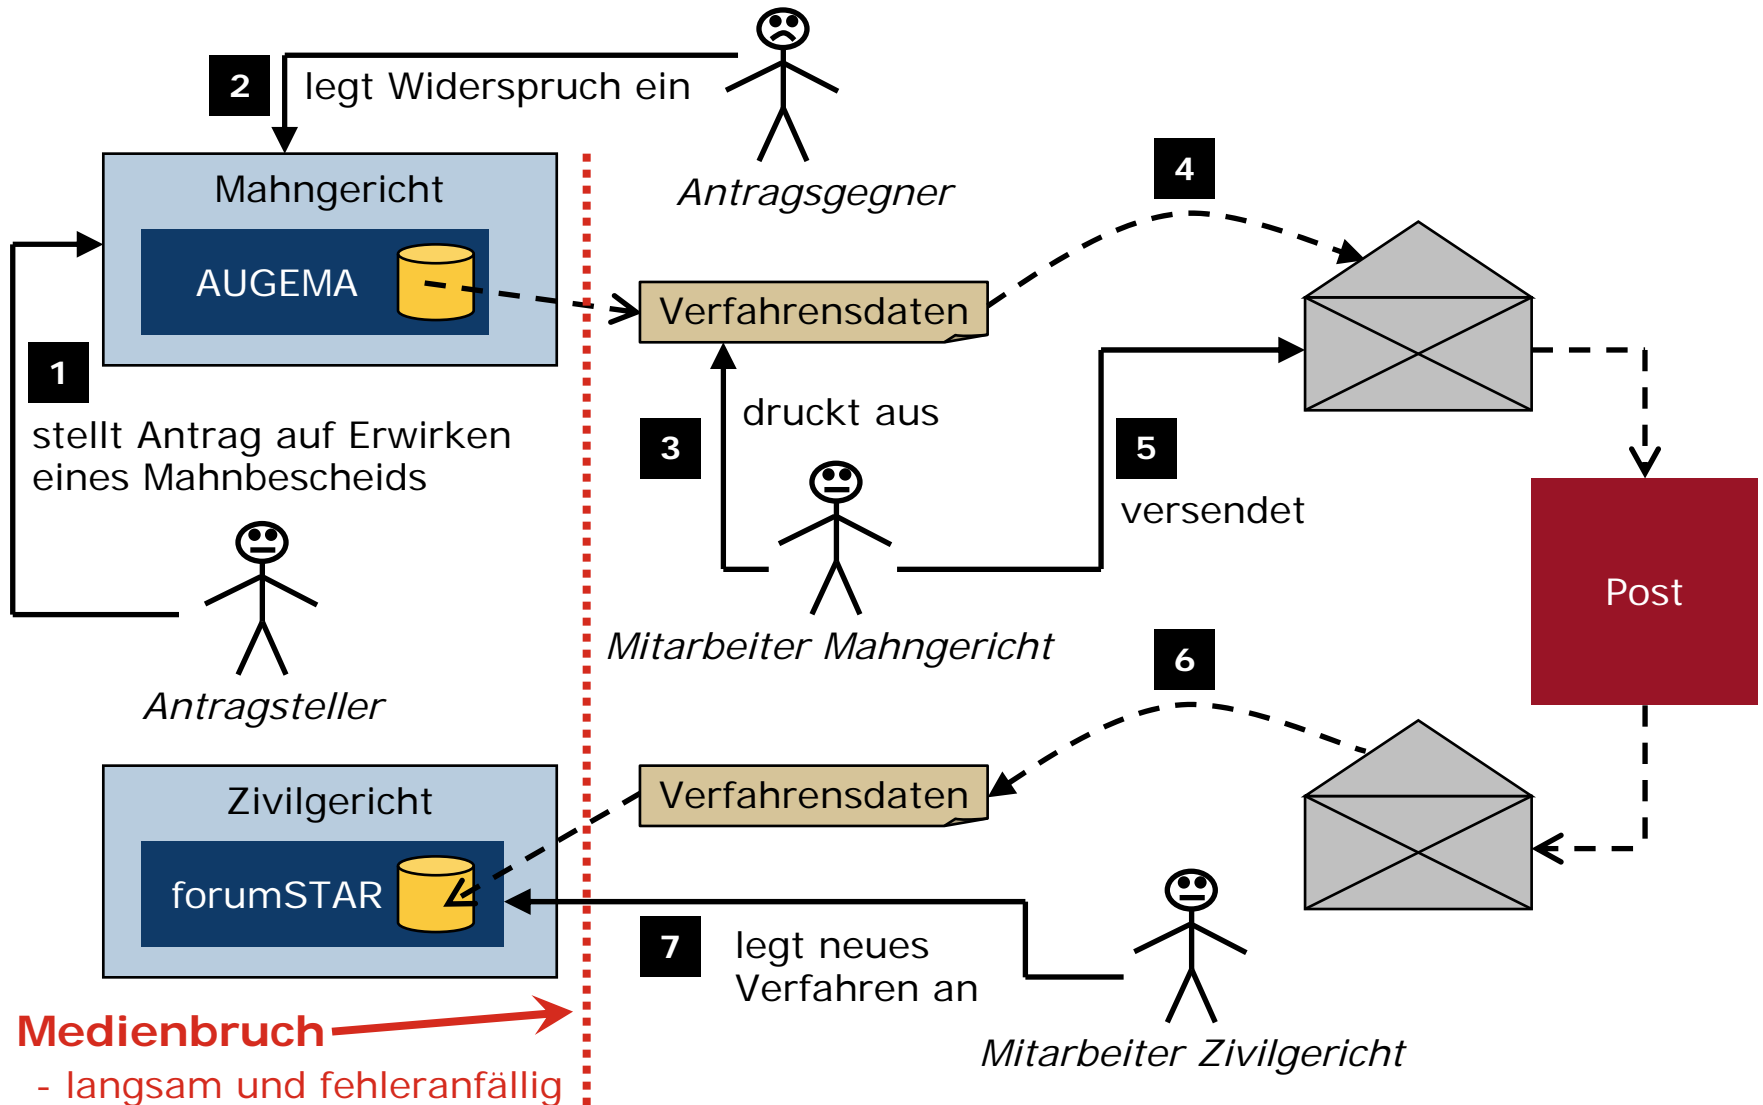 2
legt Widerspruch ein
Antragsgegner
Mahngericht
AUGEMA
1
stellt Antrag auf Erwirken
eines Mahnbescheids
Antragsteller
Verfahrensdaten
4
3
druckt aus
5
versendet
Mitarbeiter Mahngericht
Post
6
Verfahrensdaten
Zivilgericht
forumSTAR
7
legt neues
Verfahren an
Mitarbeiter Zivilgericht
Medienbruch
- langsam und fehleranfällig